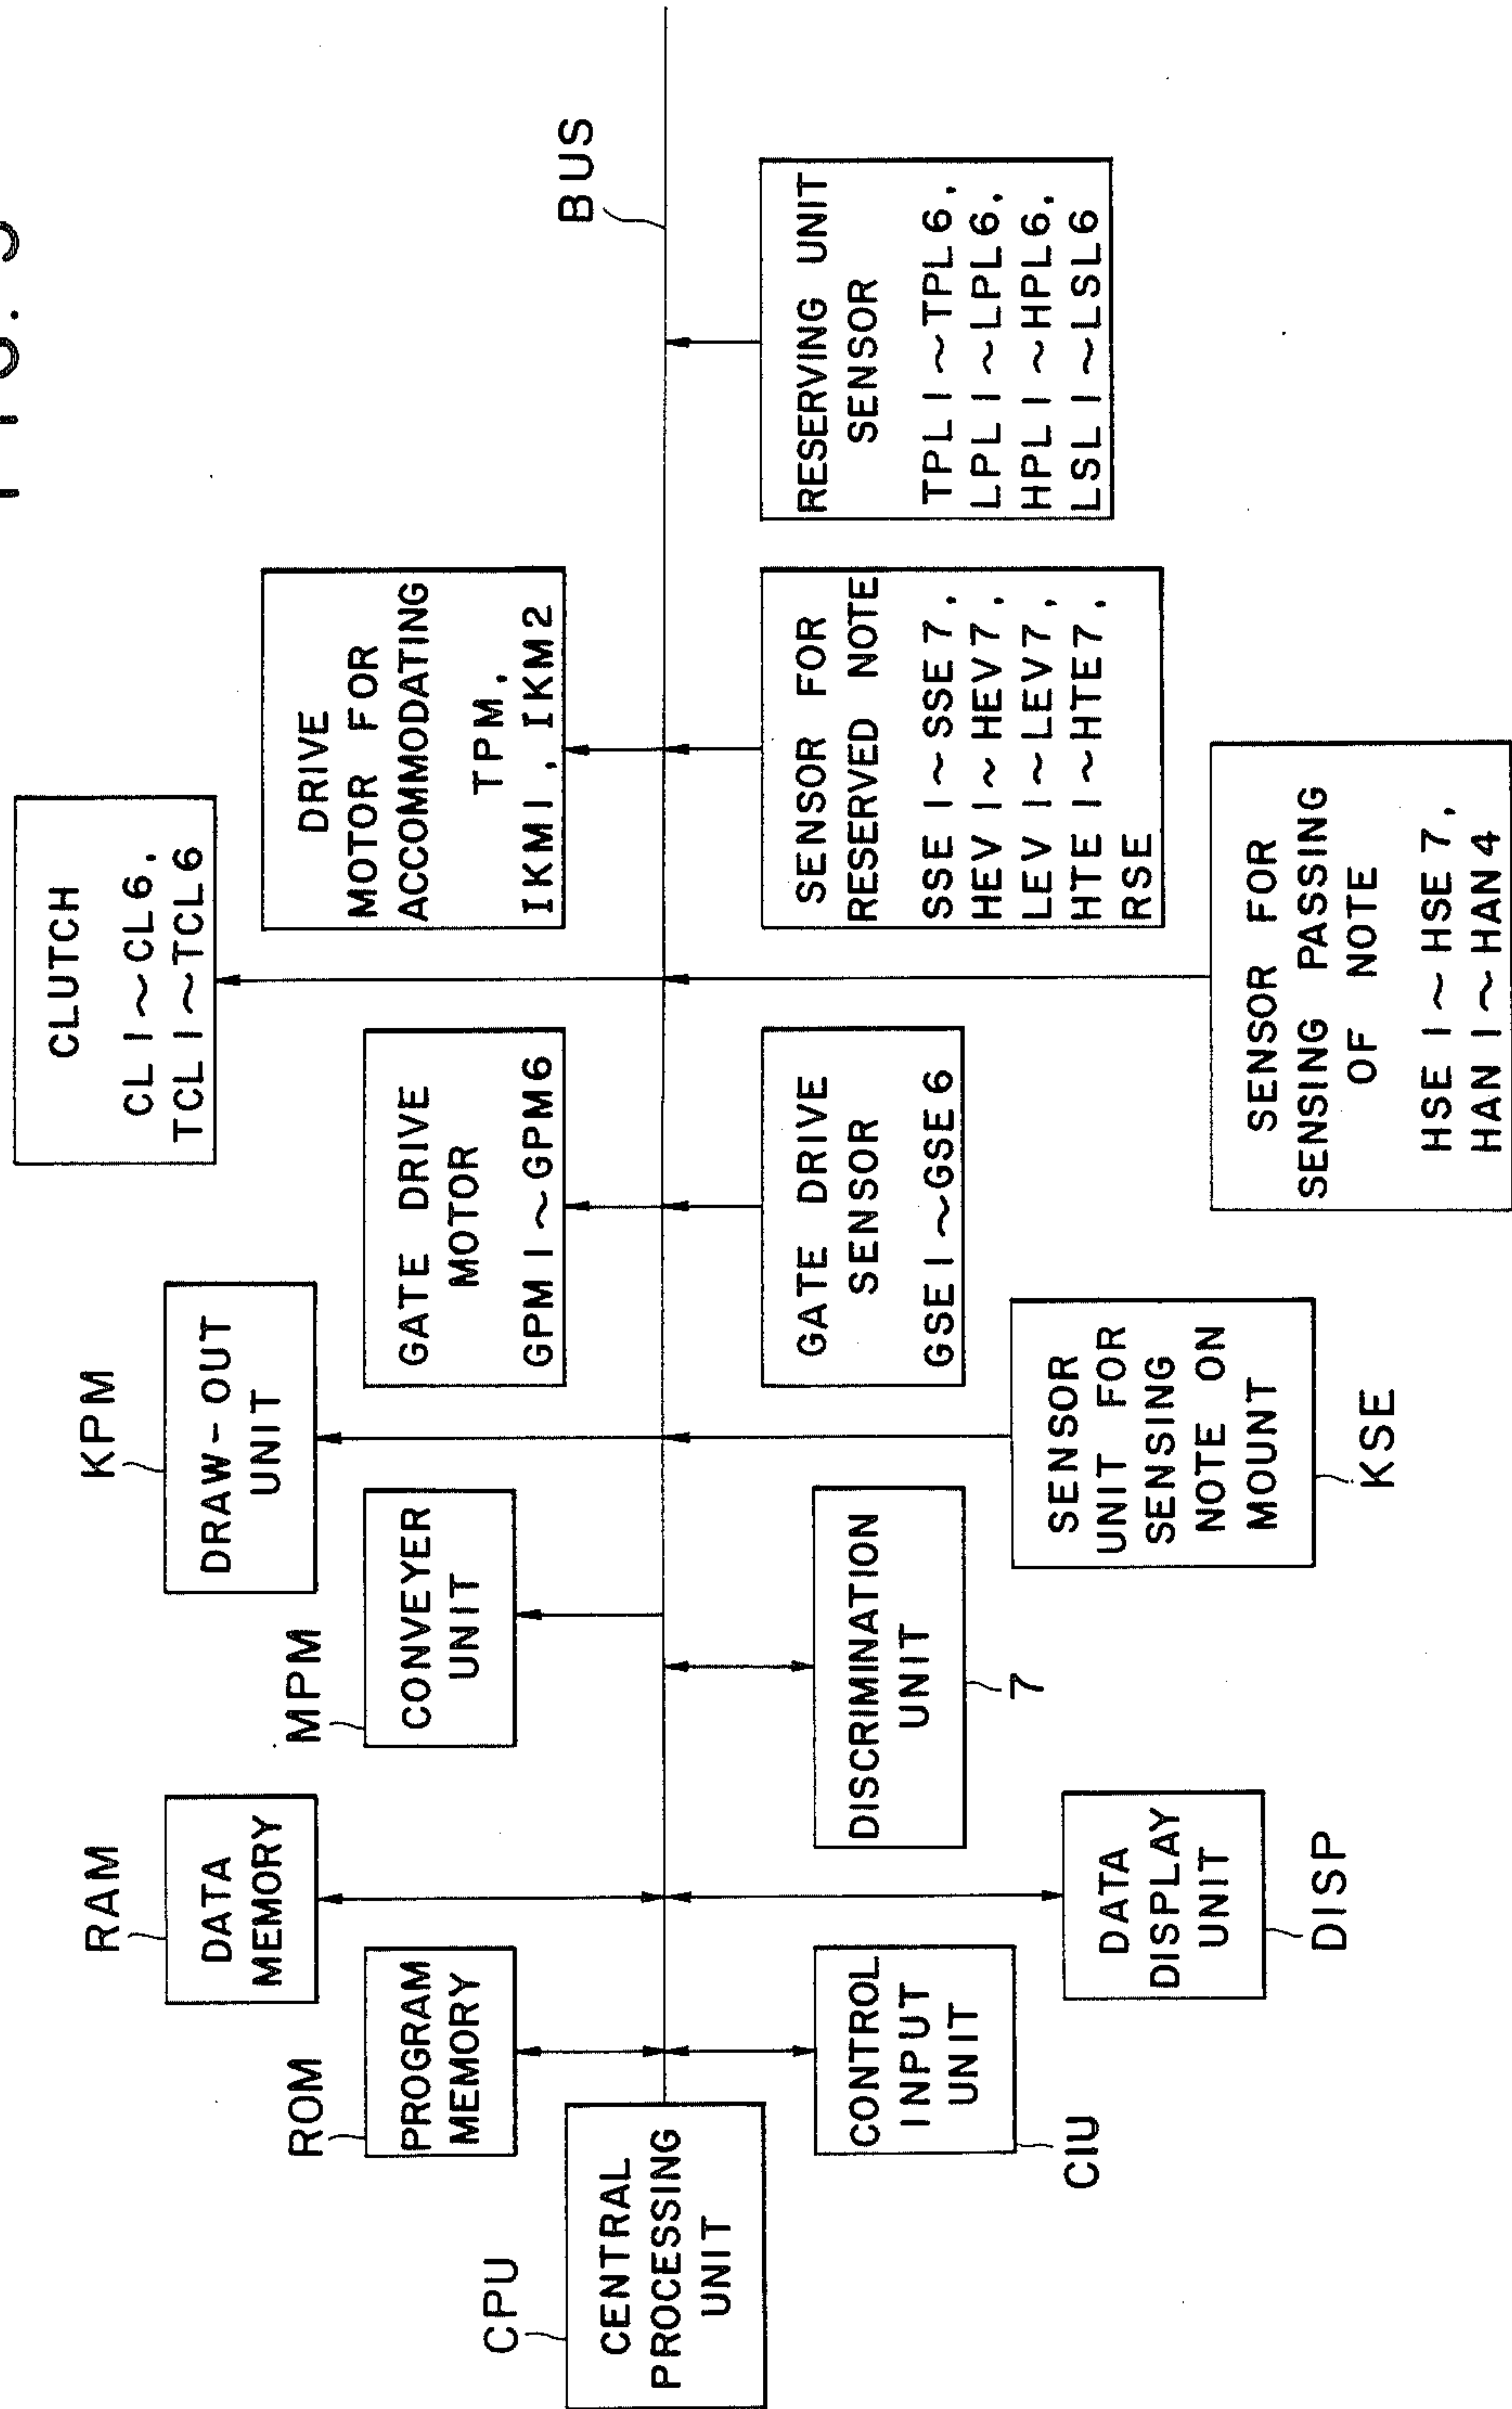 FIG.
CLUTCH
CL1~CL6,
TCL1~TCL6
RAM
DATA
MEMORY
KPM
DRAW-OUT
UNIT
DRIVE
MOTOR FOR
ACCOMMODATING
TPM,
IKM1, IKM2
ROM
PROGRAM
MEMORY
MPM
CONVEYER
UNIT
GATE DRIVE
MOTOR
GPM1~GPM6
CPU
CENTRAL
PROCESSING
UNIT
BUS
CONTROL
INPUT
UNIT
CIU
DISCRIMINATION
UNIT
7
GATE DRIVE
SENSOR
GSE1~GSE6
SENSOR FOR
RESERVED NOTE
SSE1~SSE7,
HEV1~HEV7,
LEV1~LEV7,
HTE1~HTE7,
RSE
RESERVING UNIT
SENSOR
TPL1~TPL6,
LPL1~LPL6,
HPL1~HPL6,
LSL1~LSL6
DATA
DISPLAY
UNIT
DISP
SENSOR
UNIT FOR
SENSING
NOTE ON
MOUNT
KSE
SENSOR FOR
SENSING PASSING
OF NOTE
HSE1~HSE7,
HAN1~HAN4